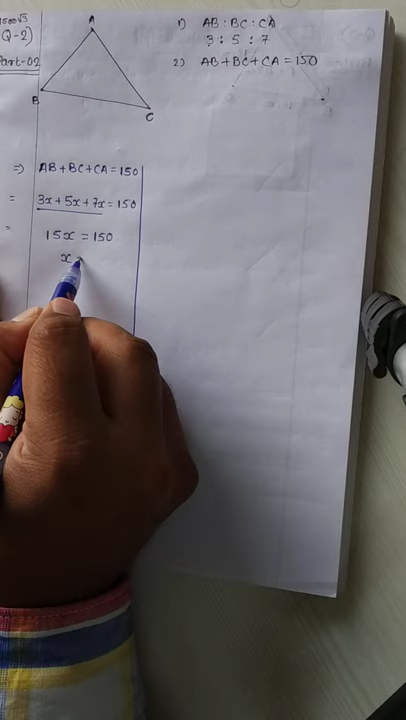 1500√3
(Q-2)
Part-02
A
B
C
1) AB : BC : CA
3 : 5 : 7
2) AB + BC + CA = 150
=> AB + BC + CA = 150
= 3x + 5x + 7x = 150
= 15x = 150
x =